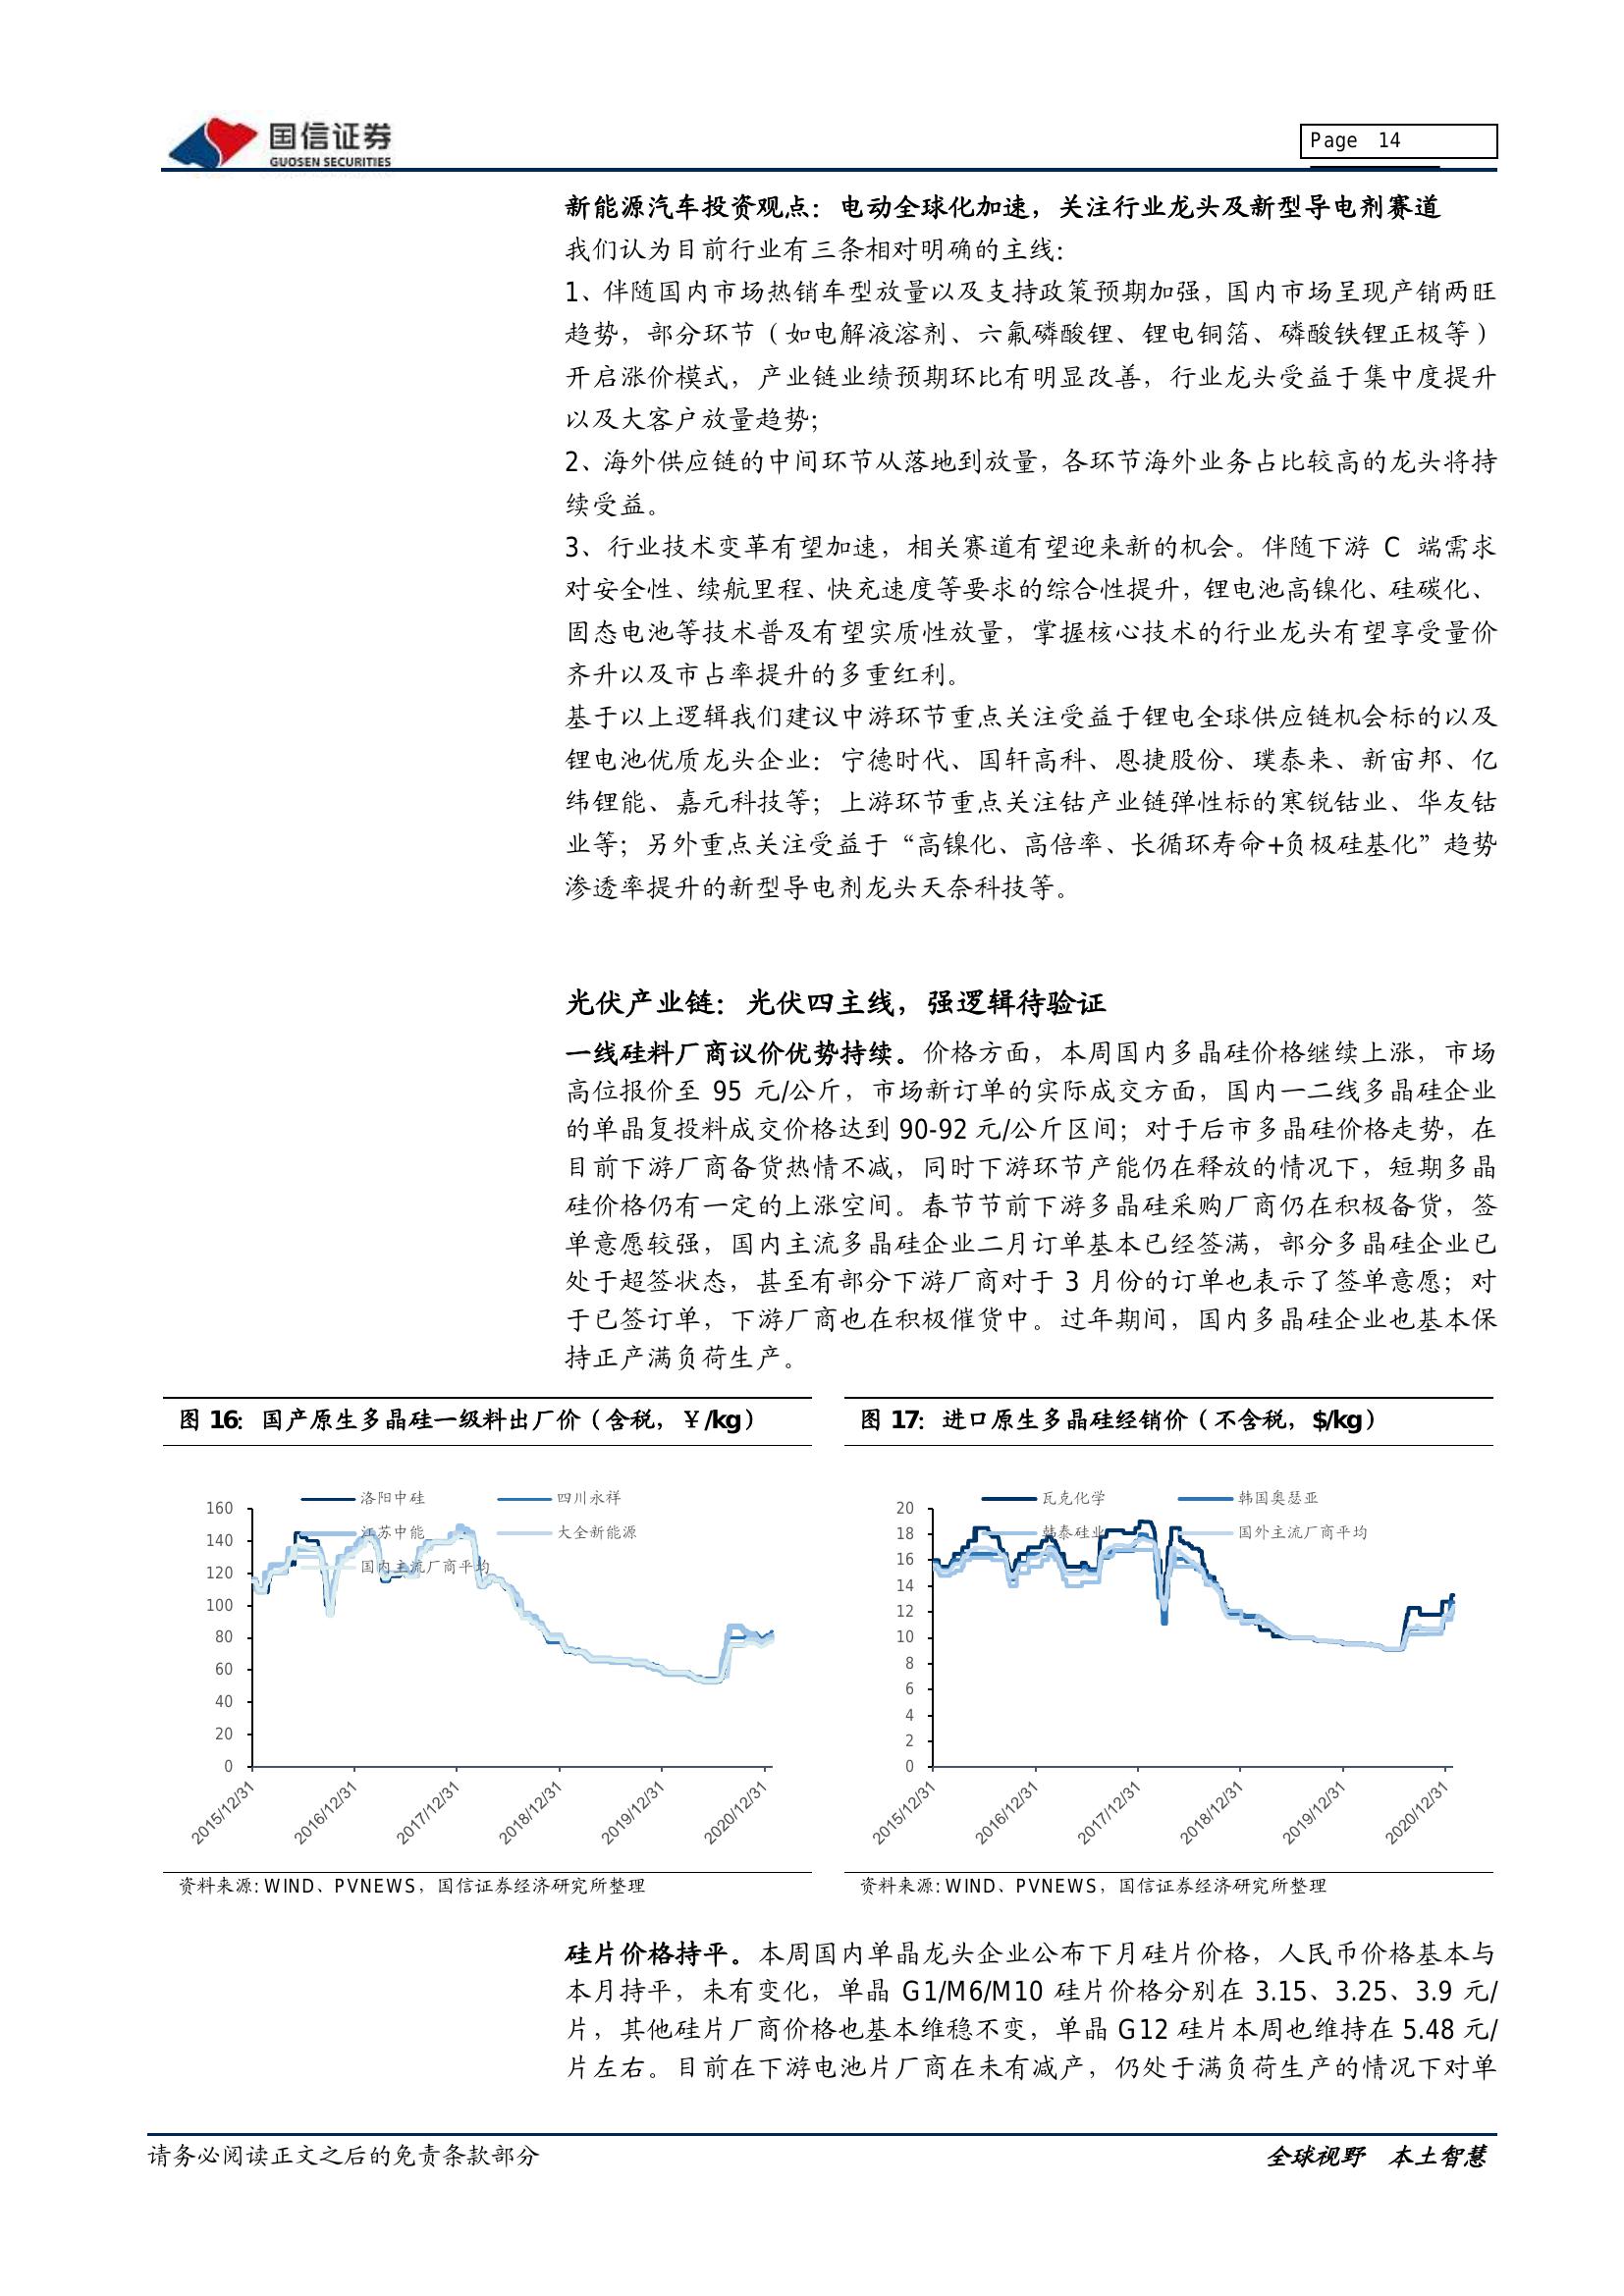 国信证券
GUOSEN SECURITIES
Page 14
新能源汽车投资观点：电动全球化加速，关注行业龙头及新型导电剂赛道
我们认为目前行业有三条相对明确的主线：
1、伴随国内市场热销车型放量以及支持政策预期加强，国内市场呈现产销两旺
趋势，部分环节（如电解液溶剂、六氟磷酸锂、锂电铜箔、磷酸铁锂正极等）
开启涨价模式，产业链业绩预期环比有明显改善，行业龙头受益于集中度提升
以及大客户放量趋势；
2、海外供应链的中间环节从落地到放量，各环节海外业务占比较高的龙头将持
续受益。
3、行业技术变革有望加速，相关赛道有望迎来新的机会。伴随下游 C 端需求
对安全性、续航里程、快充速度等要求的综合性提升，锂电池高镍化、硅碳化、
固态电池等技术普及有望实质性放量，掌握核心技术的行业龙头有望享受量价
齐升以及市占率提升的多重红利。
基于以上逻辑我们建议中游环节重点关注受益于锂电全球供应链机会标的以及
锂电池优质龙头企业：宁德时代、国轩高科、恩捷股份、璞泰来、新宙邦、亿
纬锂能、嘉元科技等；上游环节重点关注钴产业链弹性标的寒锐钴业、华友钴
业等；另外重点关注受益于“高镍化、高倍率、长循环寿命+负极硅基化”趋势
渗透率提升的新型导电剂龙头天奈科技等。
光伏产业链：光伏四主线，强逻辑待验证
一线硅料厂商议价优势持续。价格方面，本周国内多晶硅价格继续上涨，市场
高位报价至 95 元/公斤，市场新订单的实际成交方面，国内一二线多晶硅企业
的单晶复投料成交价格达到 90-92 元/公斤区间；对于后市多晶硅价格走势，在
目前下游厂商备货热情不减，同时下游环节产能仍在释放的情况下，短期多晶
硅价格仍有一定的上涨空间。春节节前下游多晶硅采购厂商仍在积极备货，签
单意愿较强，国内主流多晶硅企业二月订单基本已经签满，部分多晶硅企业已
处于超签状态，甚至有部分下游厂商对于 3 月份的订单也表示了签单意愿；对
于已签订单，下游厂商也在积极催货中。过年期间，国内多晶硅企业也基本保
持正产满负荷生产。
图 16：国产原生多晶硅一级料出厂价（含税，￥/kg）
洛阳中硅 四川永祥
江苏中能 大全新能源
国内主流厂商平均
160
140
120
100
80
60
40
20
0
2015/12/31 2016/12/31 2017/12/31 2018/12/31 2019/12/31 2020/12/31
资料来源：WIND、PVNEWS，国信证券经济研究所整理
图 17：进口原生多晶硅经销价（不含税，$/kg）
瓦克化学 韩国奥瑟亚
韩泰硅业 国外主流厂商平均
20
18
16
14
12
10
8
6
4
2
0
2015/12/31 2016/12/31 2017/12/31 2018/12/31 2019/12/31 2020/12/31
资料来源：WIND、PVNEWS，国信证券经济研究所整理
硅片价格持平。本周国内单晶龙头企业公布下月硅片价格，人民币价格基本与
本月持平，未有变化，单晶 G1/M6/M10 硅片价格分别在 3.15、3.25、3.9 元/
片，其他硅片厂商价格也基本维稳不变，单晶 G12 硅片本周也维持在 5.48 元/
片左右。目前在下游电池片厂商在未有减产，仍处于满负荷生产的情况下对单
请务必阅读正文之后的免责条款部分
全球视野 本土智慧